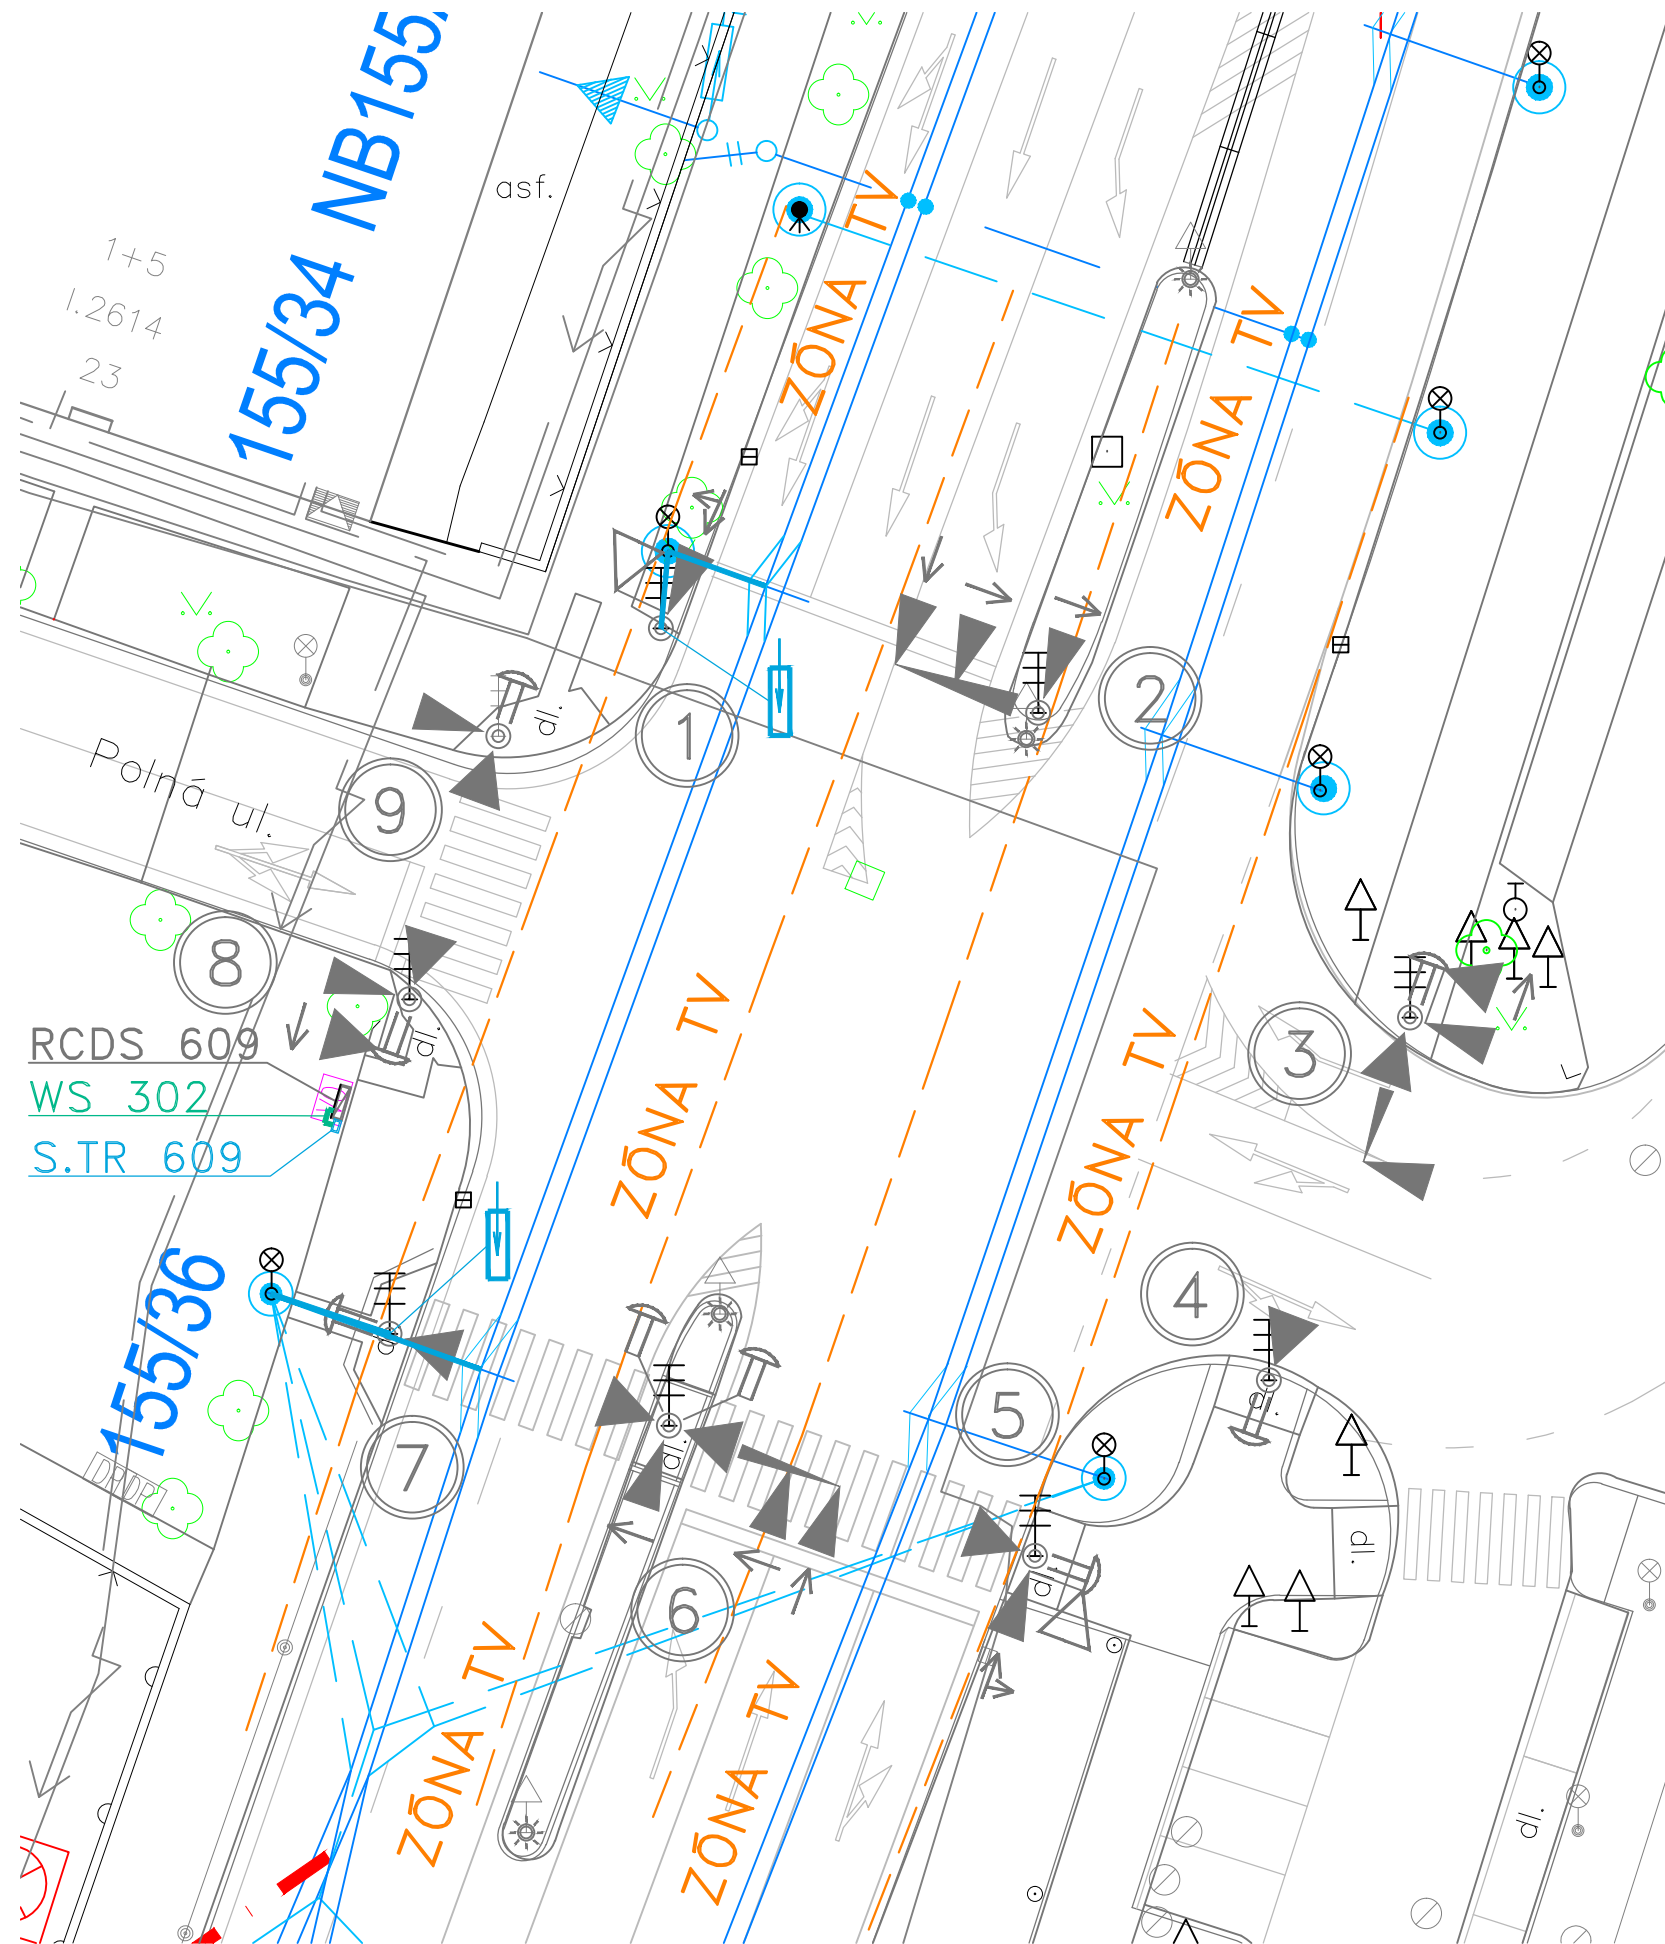 155/34 NB155/
asf.
1+5
I.2614
23
TV
ZÓNA
TV
ZÓNA
dl.
1
2
Polná ul.
9
8
dl.
RCDS 609
WS 302
S.TR 609
3
TV
ZÓNA
TV
ZÓNA
155/36
4
5
dl.
dl.
7
dl.
dl.
6
TV
ZÓNA
TV
ZÓNA
dl.